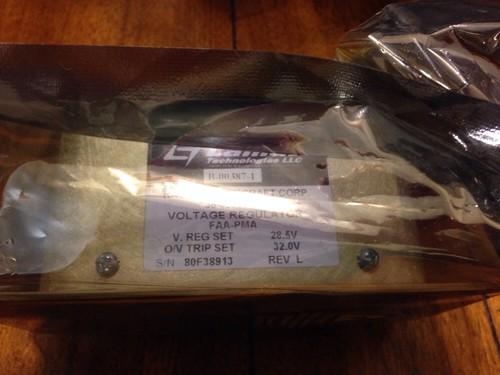 Technologies LLC
B-00387-1
CORP
VOLTAGE REGULATOR
FAA-PMA
V. REG SET 28.5V
O/V TRIP SET 32.0V
S/N 80F38913 REV L